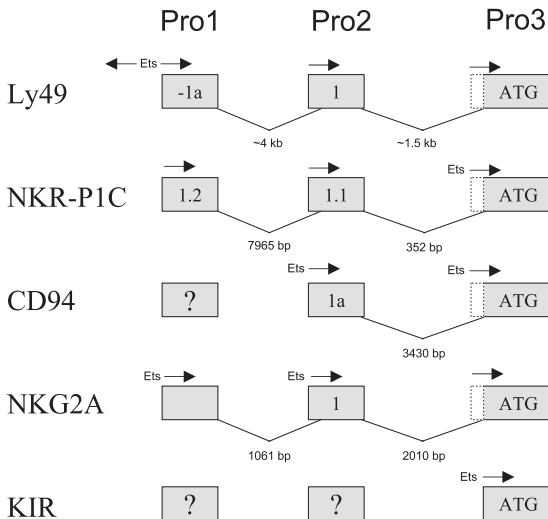 Pro1 Pro2 Pro3
Ets
Ly49 -1a 1 ATG
~4 kb ~1.5 kb
Ets
NKR-P1C 1.2 1.1 ATG
7965 bp 352 bp
Ets Ets
CD94 ? 1a ATG
3430 bp
Ets Ets
NKG2A 1 ATG
1061 bp 2010 bp
Ets
KIR ? ? ATG